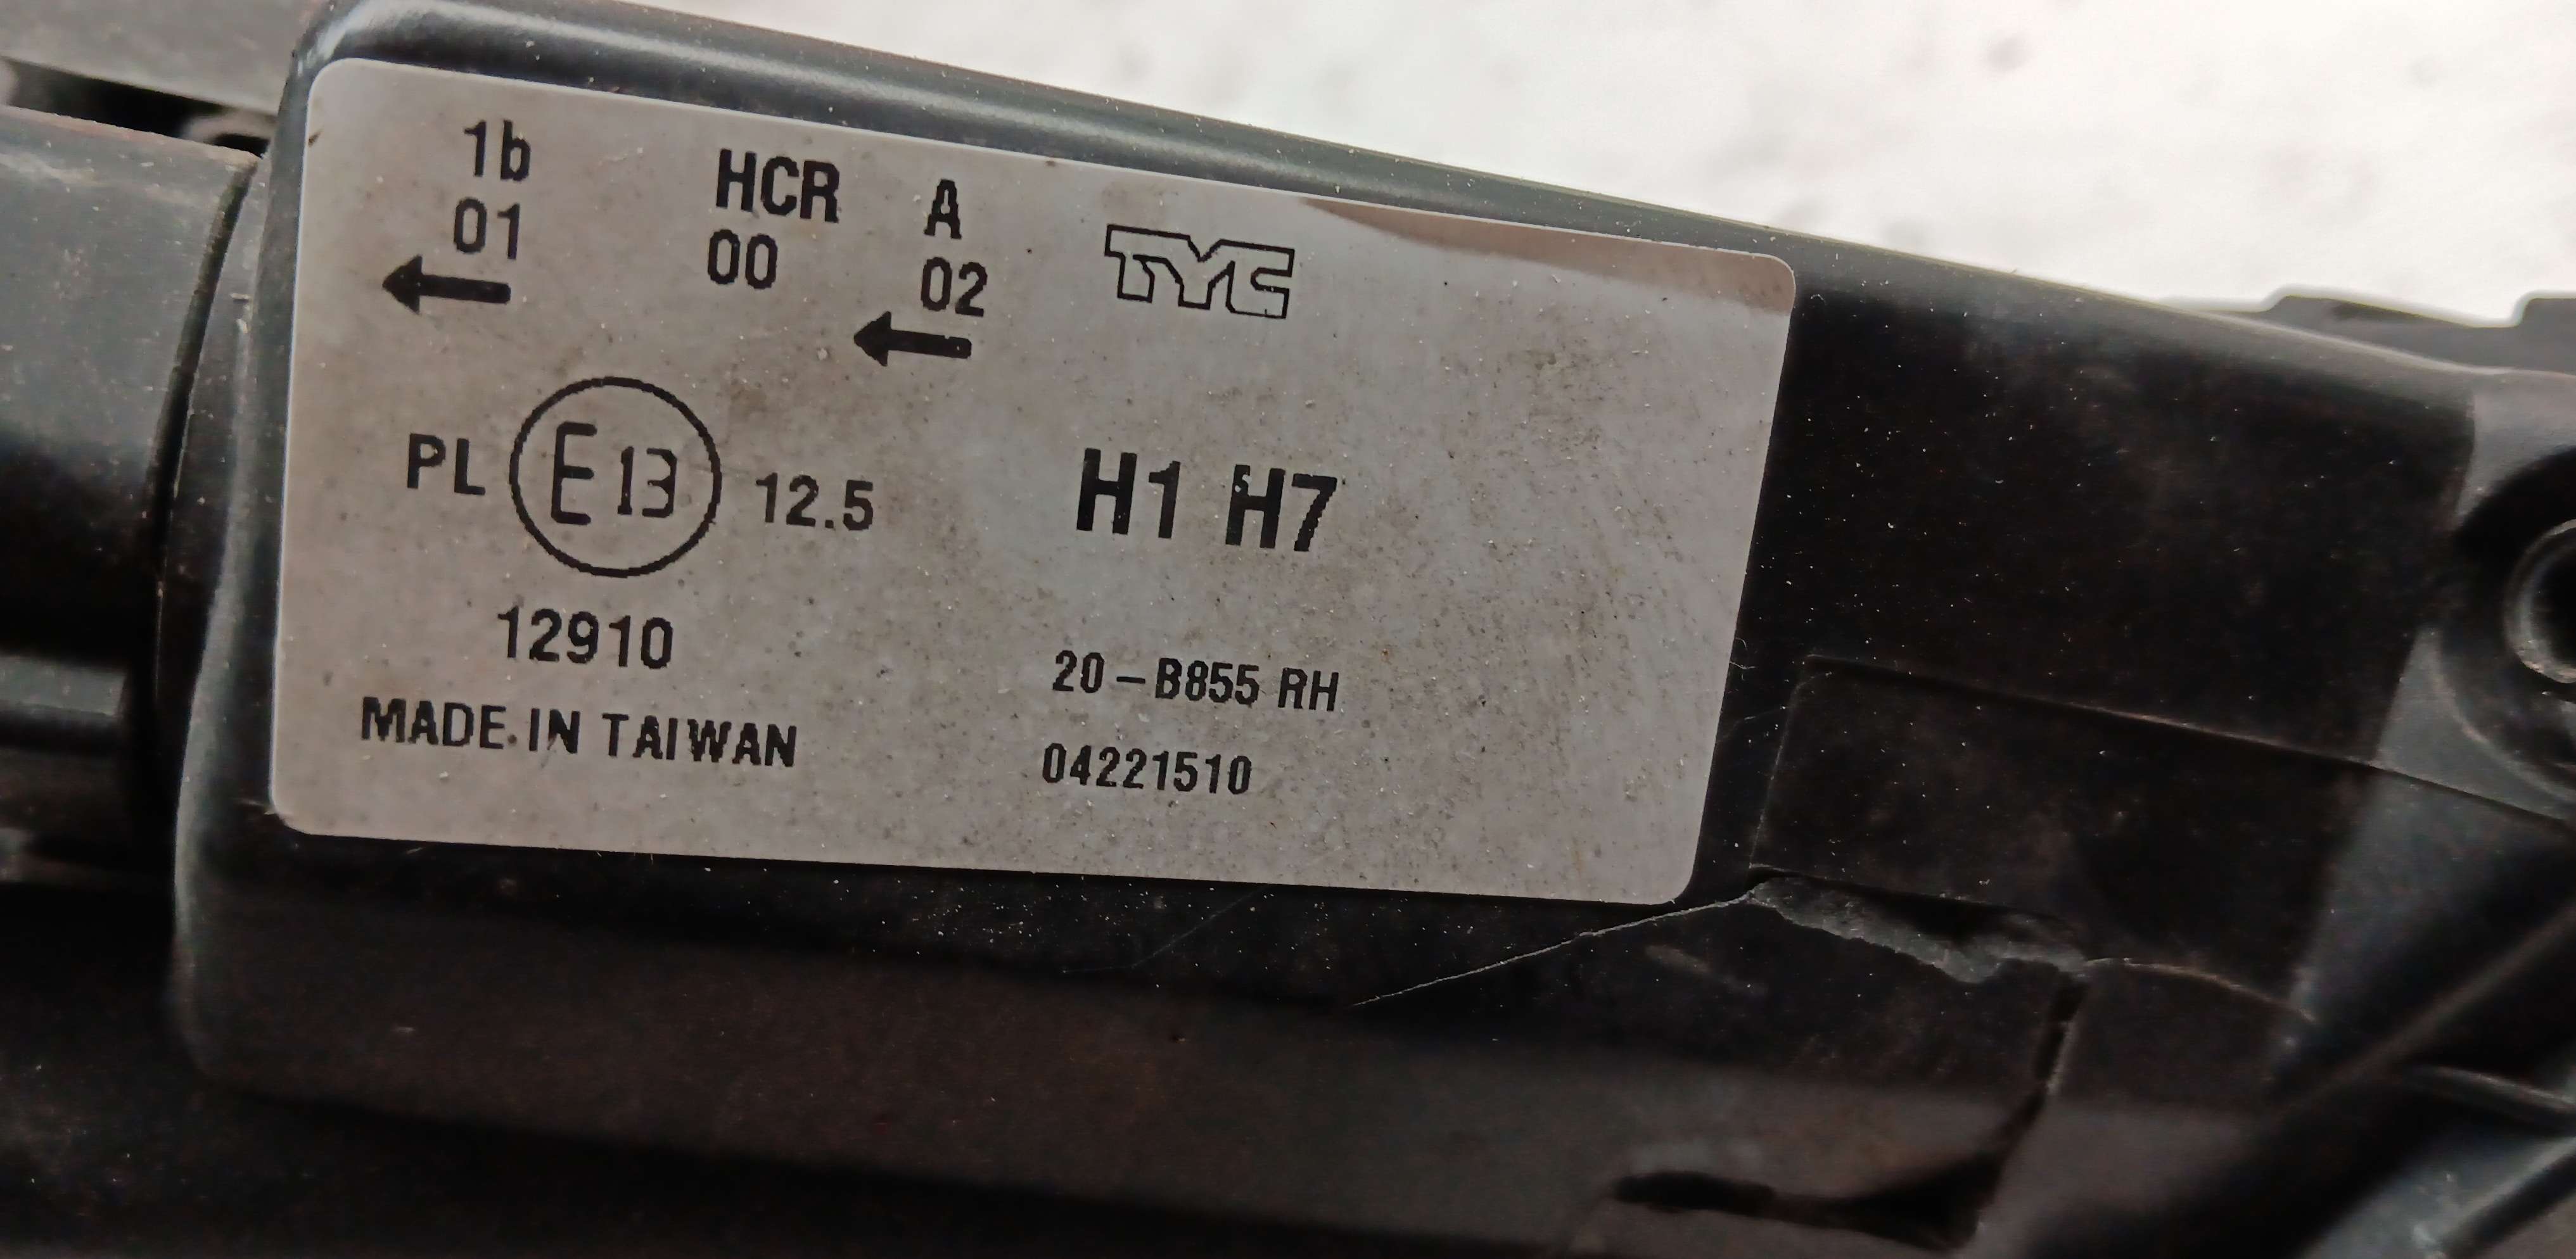 1b HCR A
01 00 02
TYC
PL E13 12.5
H1 H7
12910
20-B855 RH
MADE IN TAIWAN
04221510